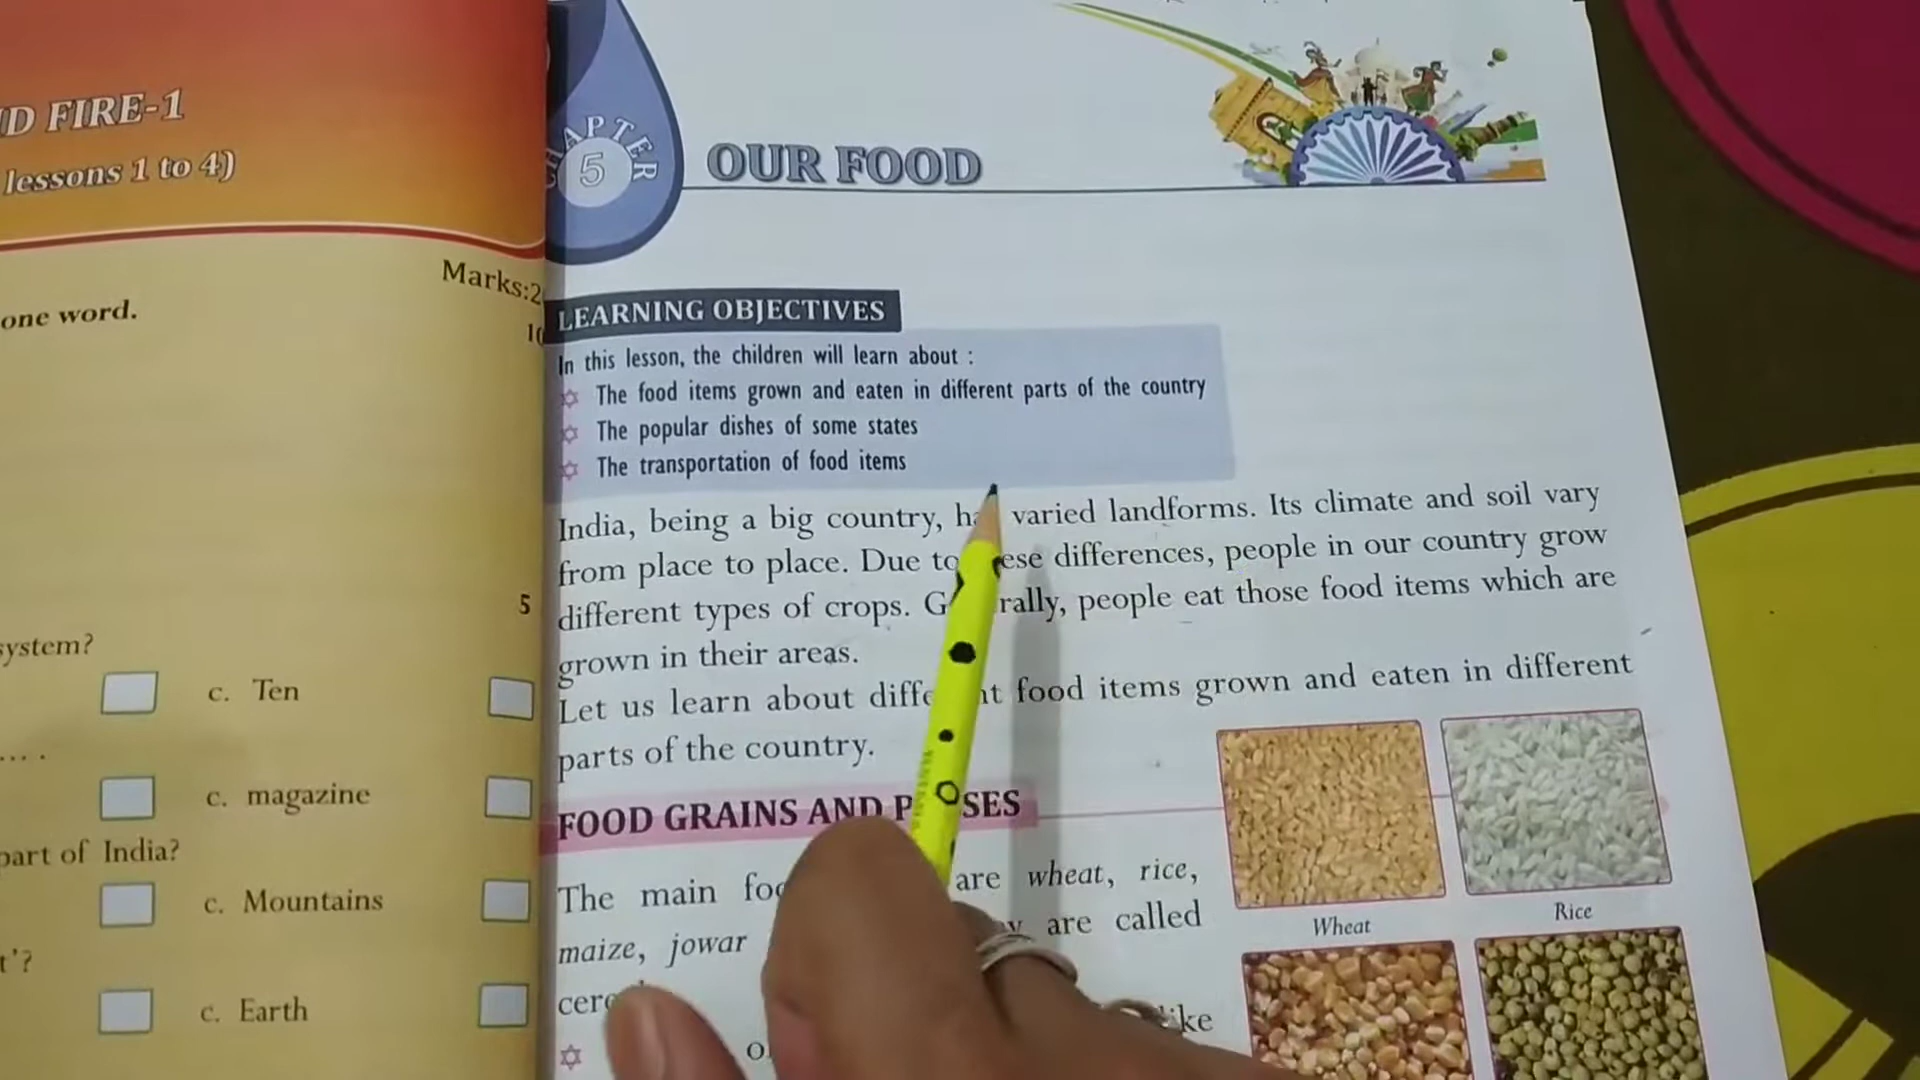 D FIRE-1
lessons 1 to 4)
Marks:2
one word.
10
5
system?
c. Ten
....
c. magazine
part of India?
c. Mountains
t'?
c. Earth
CHAPTER
5
OUR FOOD
LEARNING OBJECTIVES
In this lesson, the children will learn about :
The food items grown and eaten in different parts of the country
The popular dishes of some states
The transportation of food items
India, being a big country, varied landforms. Its climate and soil vary
from place to place. Due to differences, people in our country grow
different types of crops. people eat those food items which are
grown in their areas.
Let us learn about food items grown and eaten in different
parts of the country.
FOOD GRAINS AND
The main are wheat, rice,
maize, jowar are called
Wheat
Rice